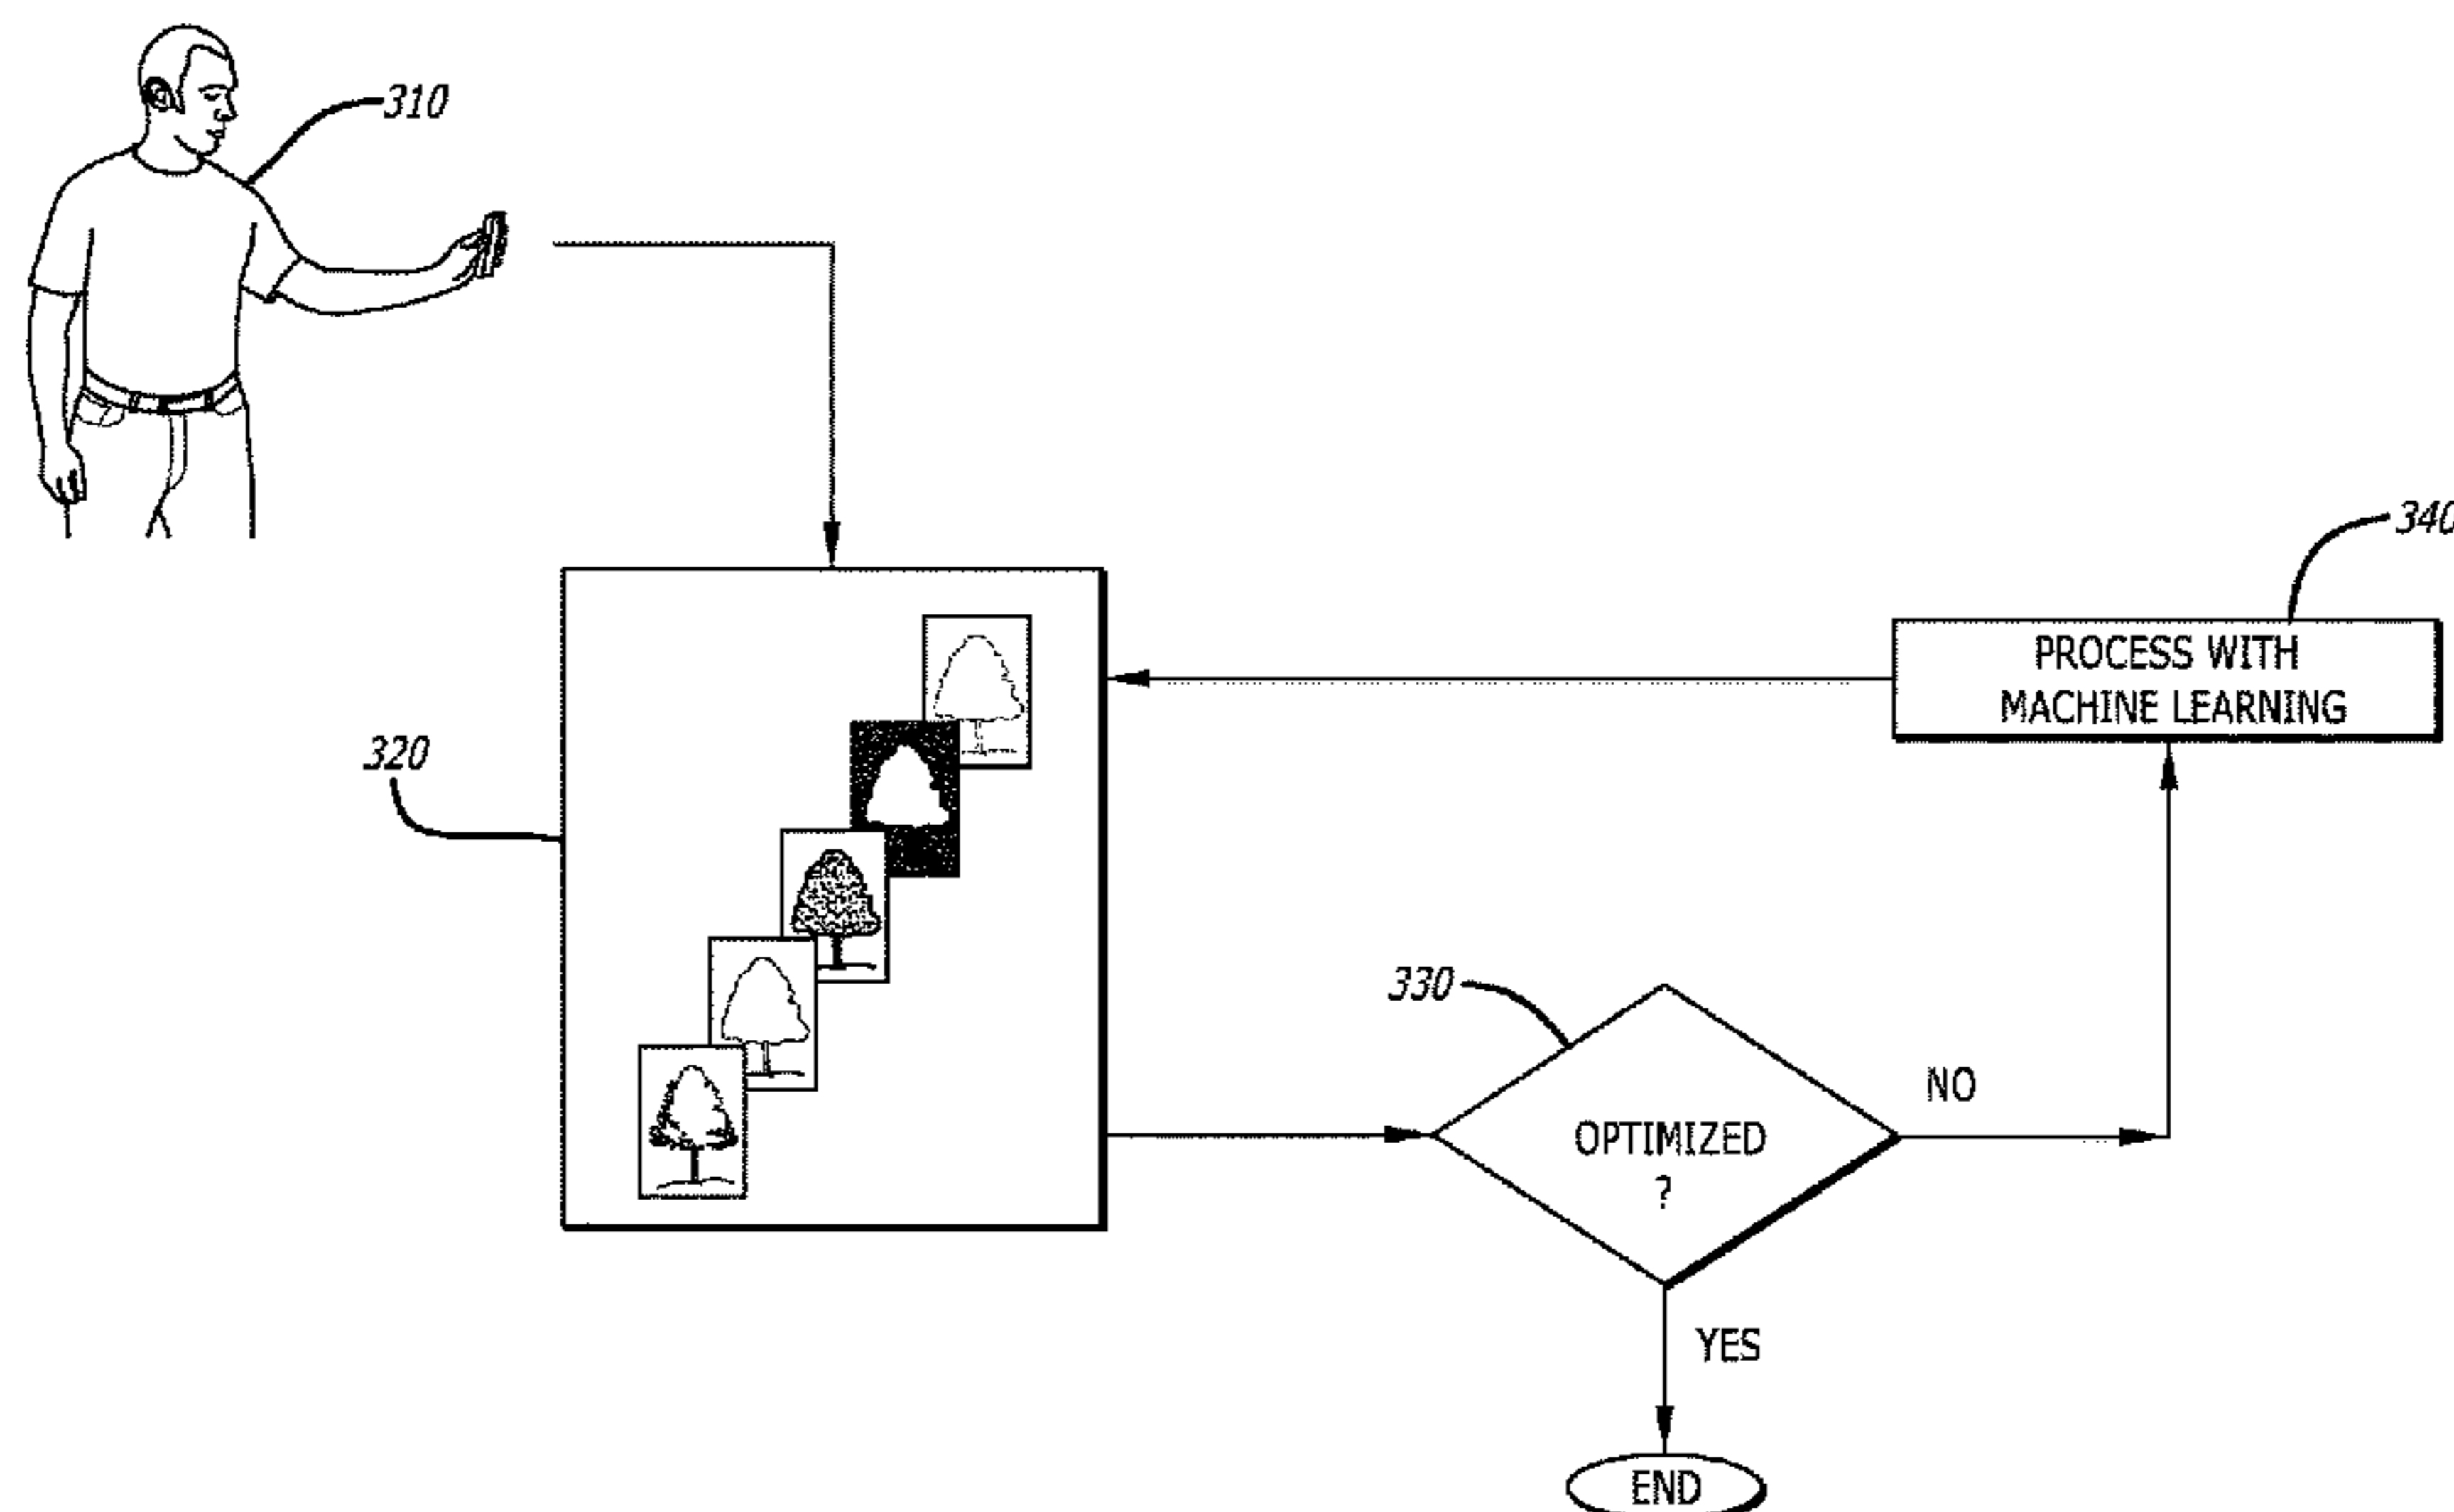 310
320
340
PROCESS WITH
MACHINE LEARNING
330
OPTIMIZED
?
NO
YES
END